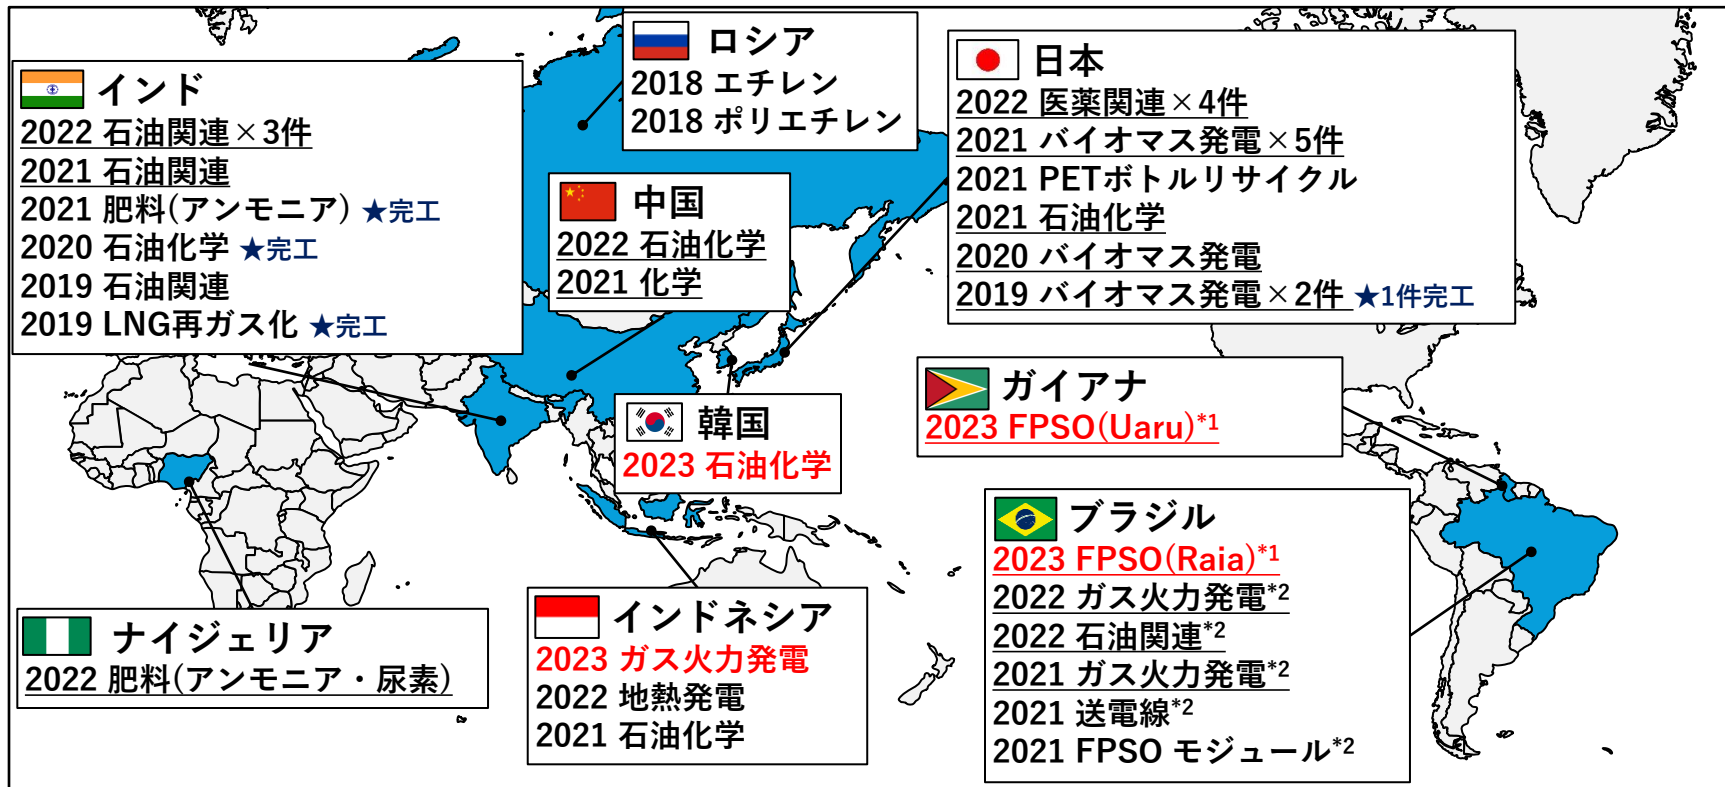 インド
2022 石油関連×3件
2021 石油関連
2021 肥料(アンモニア) ★完工
2020 石油化学 ★完工
2019 石油関連
2019 LNG再ガス化 ★完工
ロシア
2018 エチレン
2018 ポリエチレン
中国
2022 石油化学
2021 化学
日本
2022 医薬関連×4件
2021 バイオマス発電×5件
2021 PETボトルリサイクル
2021 石油化学
2020 バイオマス発電
2019 バイオマス発電×2件 ★1件完工
韓国
2023 石油化学
ガイアナ
2023 FPSO(Uaru)*1
ナイジェリア
2022 肥料(アンモニア・尿素)
インドネシア
2023 ガス火力発電
2022 地熱発電
2021 石油化学
ブラジル
2023 FPSO(Raia)*1
2022 ガス火力発電*2
2022 石油関連*2
2021 ガス火力発電*2
2021 送電線*2
2021 FPSO モジュール*2